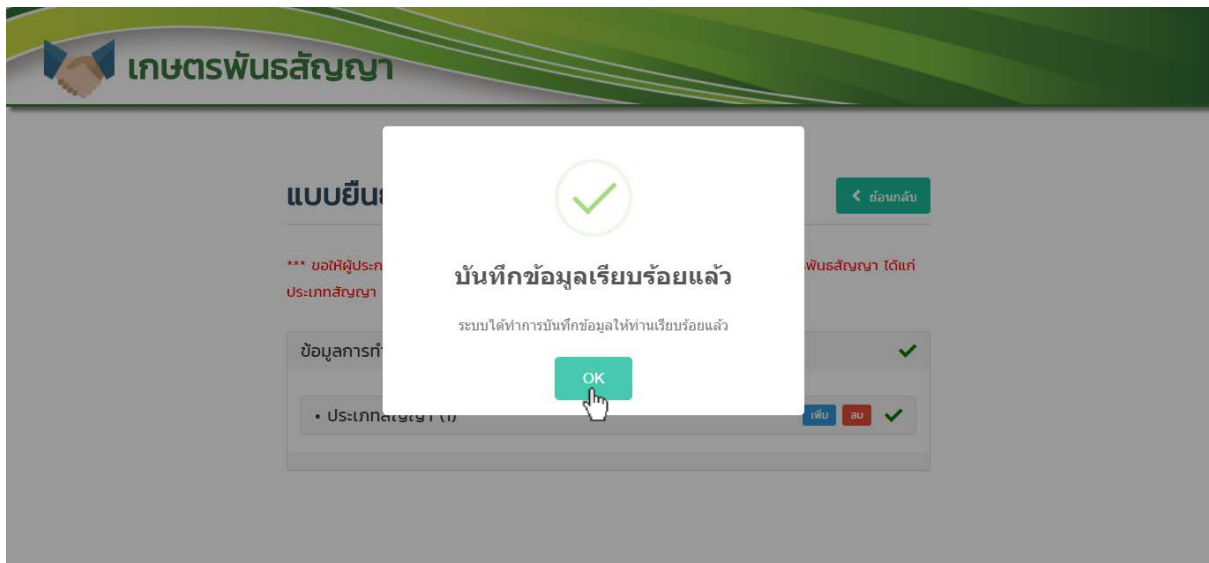 เกษตรพันธสัญญา
แบบยืน
ย้อนกลับ
*** ขอให้ผู้ประก
พันธสัญญา ได้แก่
ประเภทสัญญา
บันทึกข้อมูลเรียบร้อยแล้ว
ระบบได้ทำการบันทึกข้อมูลให้ท่านเรียบร้อยแล้ว
ข้อมูลการทำ
OK
• ประเภทสัญญา (1)
เพิ่ม ลบ